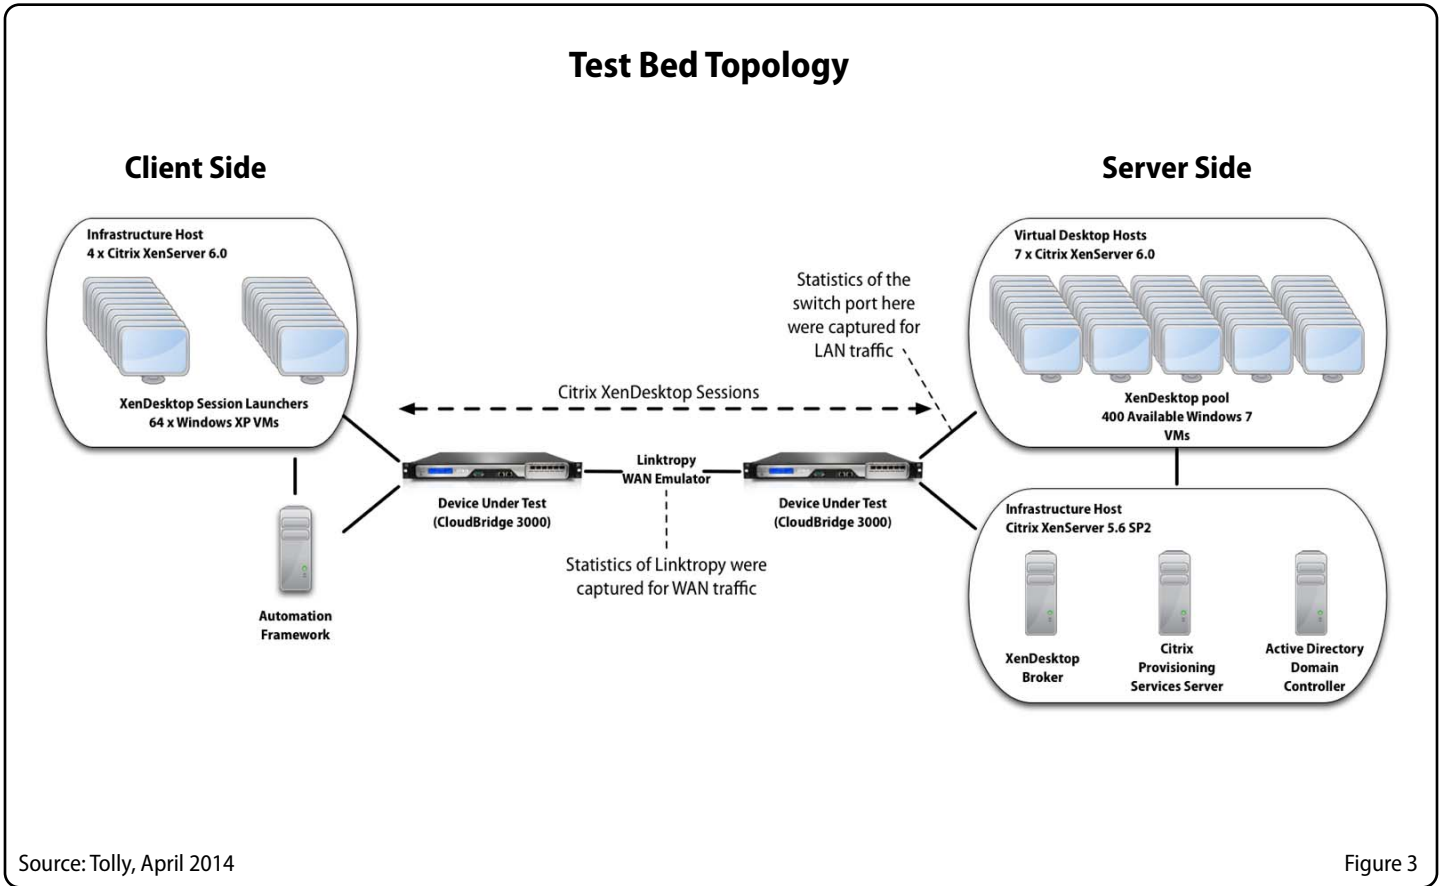 Test Bed Topology
Client Side
Server Side
Infrastructure Host
4 x Citrix XenServer 6.0
XenDesktop Session Launchers
64 x Windows XP VMs
Automation
Framework
Citrix XenDesktop Sessions
Device Under Test
(CloudBridge 3000)
Linktropy
WAN Emulator
Statistics of Linktropy were
captured for WAN traffic
Device Under Test
(CloudBridge 3000)
Statistics of the
switch port here
were captured for
LAN traffic
Virtual Desktop Hosts
7 x Citrix XenServer 6.0
XenDesktop pool
400 Available Windows 7
VMs
Infrastructure Host
Citrix XenServer 5.6 SP2
XenDesktop
Broker
Citrix
Provisioning
Services Server
Active Directory
Domain
Controller
Source: Tolly, April 2014
Figure 3